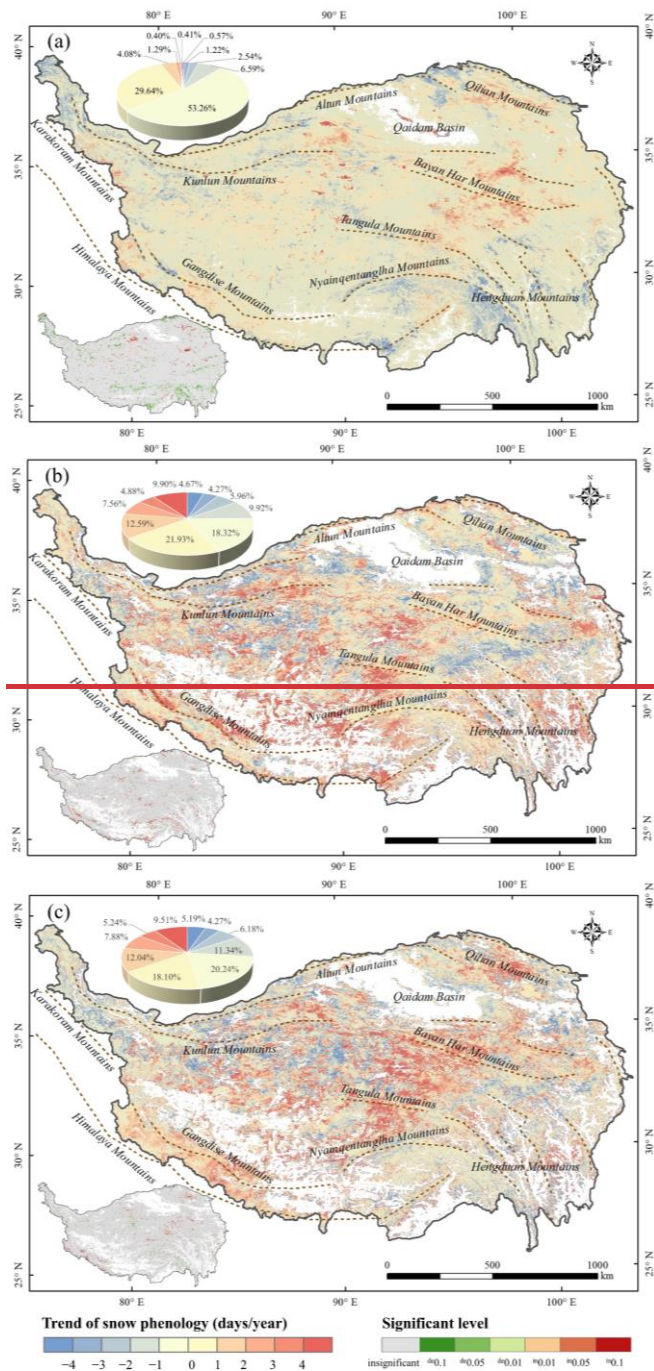 80° E 90° E 100° E
(a)
40° N
35° N
30° N
25° N
0.40% 0.41% 0.57%
4.08% 1.29% 1.22% 2.54%
6.59%
29.64%
53.26%
Altun Mountains
Qilian Mountains
Qaidam Basin
Karakoram Mountains
Kunlun Mountains
Bayan Har Mountains
Tangula Mountains
Himalaya Mountains
Gangdise Mountains
Nyainqentanglha Mountains
Hengduan Mountains
N
W E
S
0 500 1000
km
80° E 90° E 100° E
(b)
40° N
35° N
30° N
25° N
9.90% 4.67%
4.88% 4.27%
7.56% 5.96%
12.59% 9.92%
21.93% 18.32%
Altun Mountains
Qilian Mountains
Qaidam Basin
Karakoram Mountains
Kunlun Mountains
Bayan Har Mountains
Tangula Mountains
Himalaya Mountains
Gangdise Mountains
Nyainqentanglha Mountains
Hengduan Mountains
N
W E
S
0 500 1000
km
80° E 90° E 100° E
(c)
40° N
35° N
30° N
25° N
9.51% 5.19%
5.24% 4.27%
7.88% 6.18%
12.04% 11.34%
18.10% 20.24%
Altun Mountains
Qilian Mountains
Qaidam Basin
Karakoram Mountains
Kunlun Mountains
Bayan Har Mountains
Tangula Mountains
Himalaya Mountains
Gangdise Mountains
Nyainqentanglha Mountains
Hengduan Mountains
N
W E
S
0 500 1000
km
80° E 90° E 100° E
Trend of snow phenology (days/year)
−4 −3 −2 −1 0 1 2 3 4
Significant level
insignificant